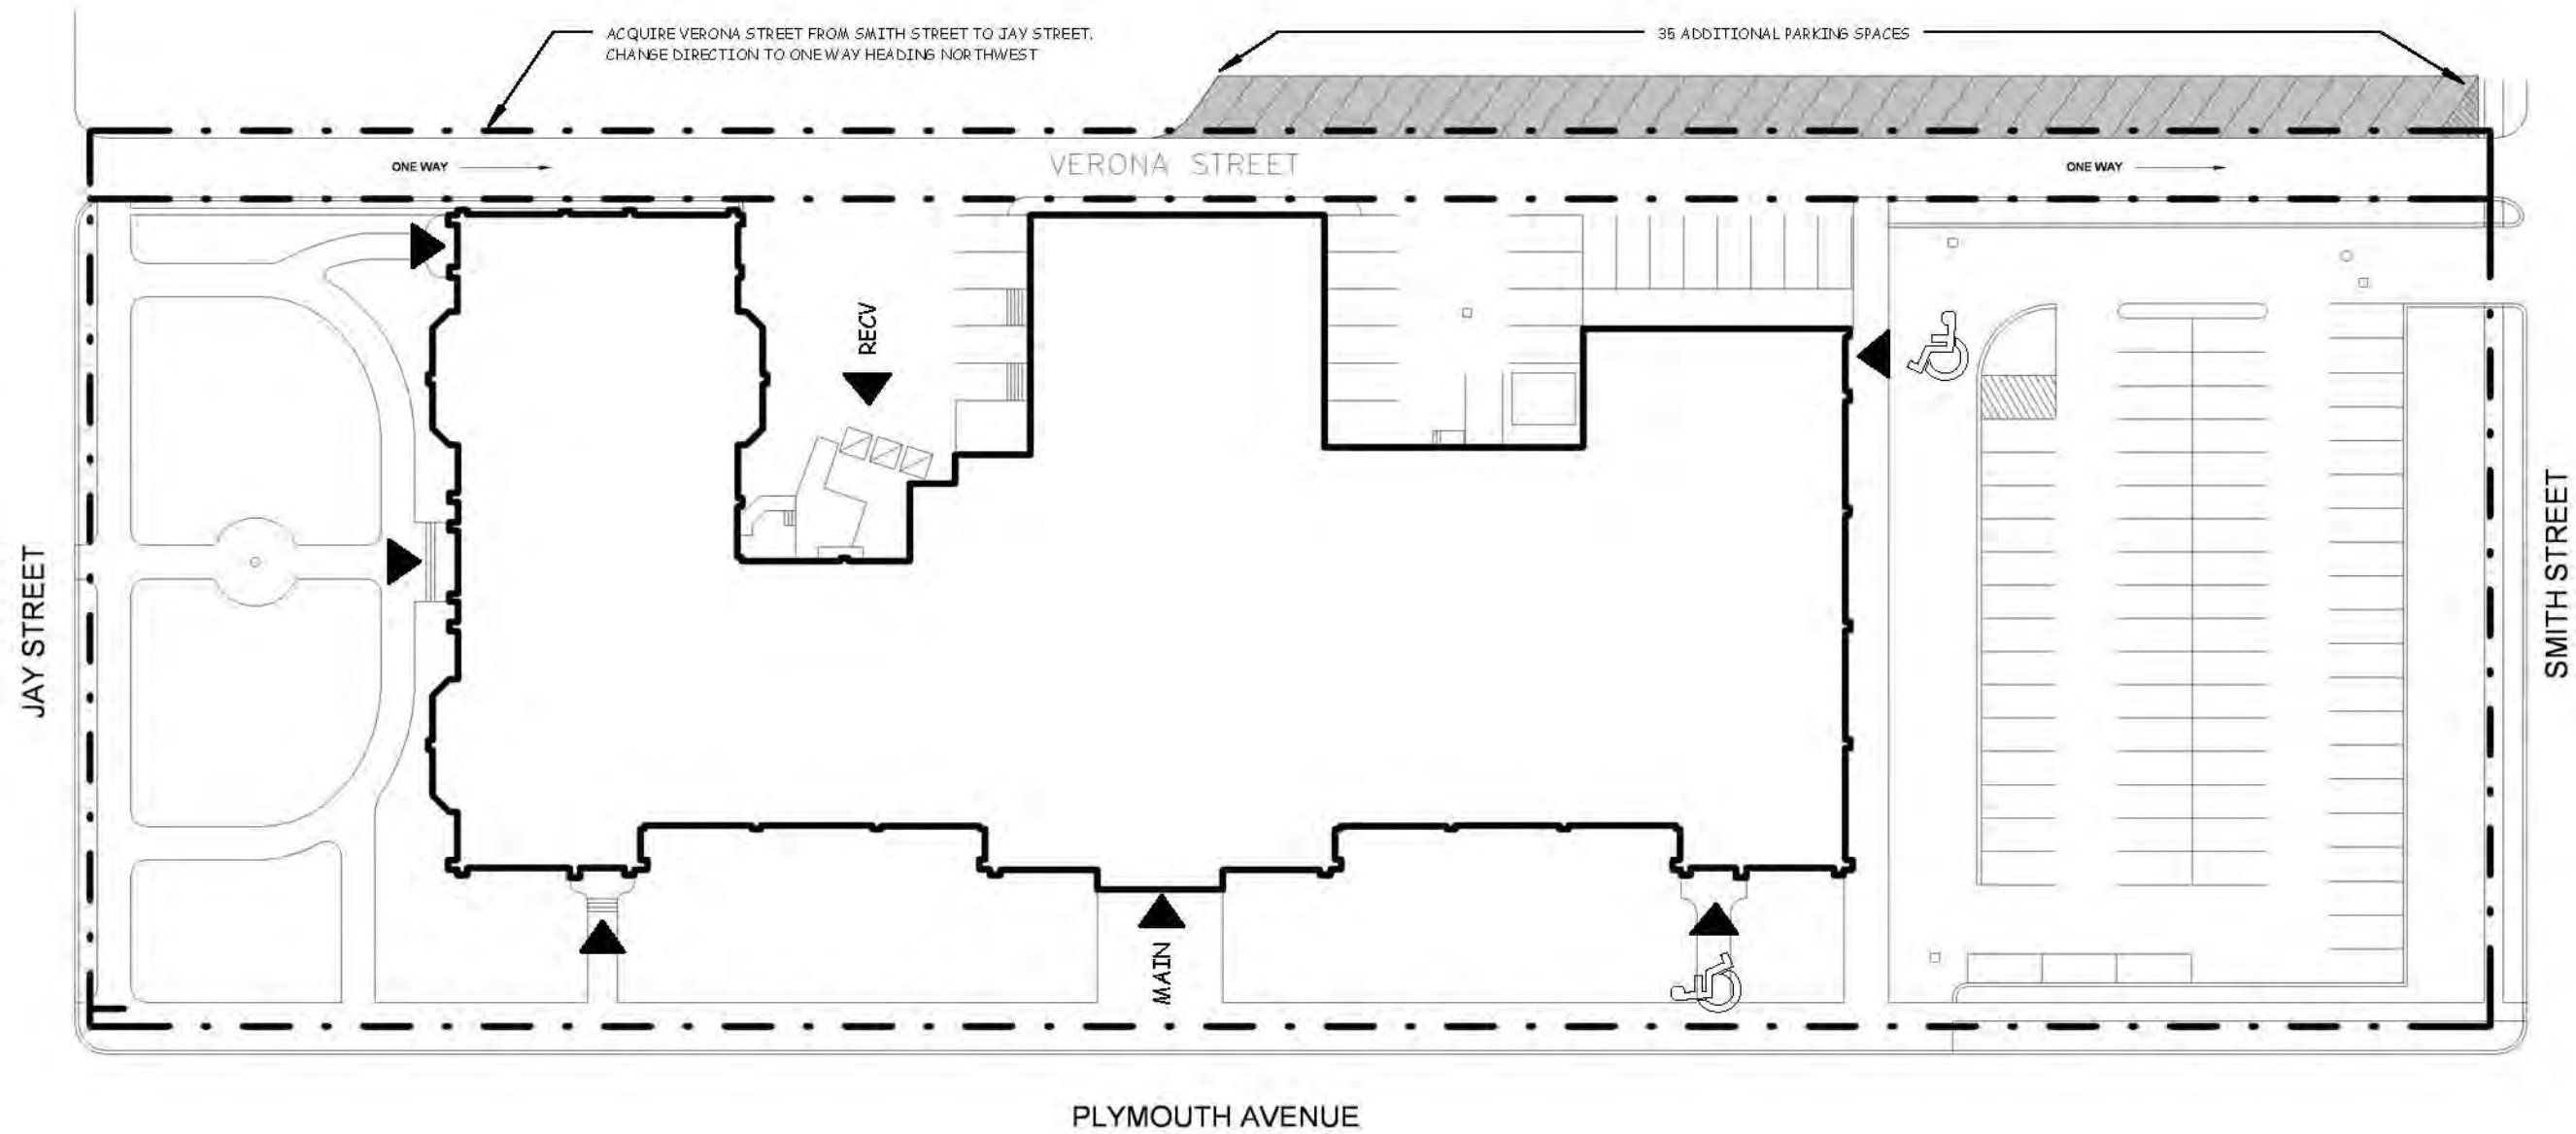 ACQUIRE VERONA STREET FROM SMITH STREET TO JAY STREET.
CHANGE DIRECTION TO ONE WAY HEADING NORTHWEST
35 ADDITIONAL PARKING SPACES
ONE WAY
VERONA STREET
ONE WAY
RECV
JAY STREET
SMITH STREET
MAIN
PLYMOUTH AVENUE